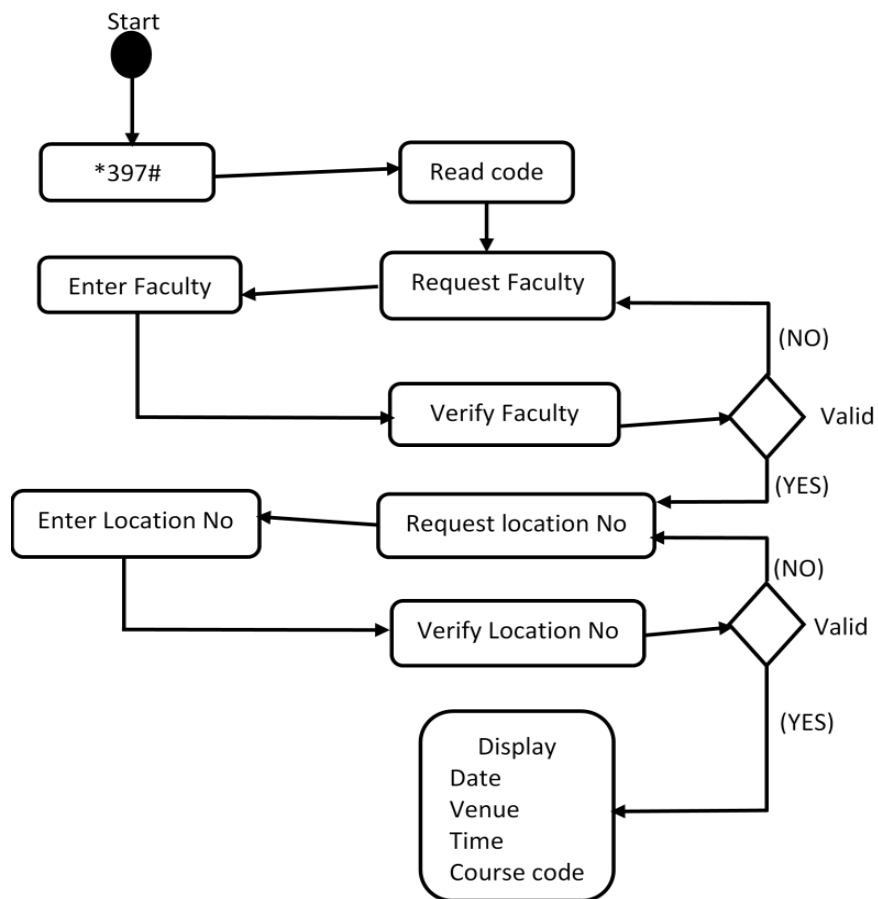 Start
*397#
Read code
Request Faculty
Enter Faculty
(NO)
Verify Faculty
Valid
(YES)
Enter Location No
Request location No
(NO)
Verify Location No
Valid
(YES)
Display
Date
Venue
Time
Course code